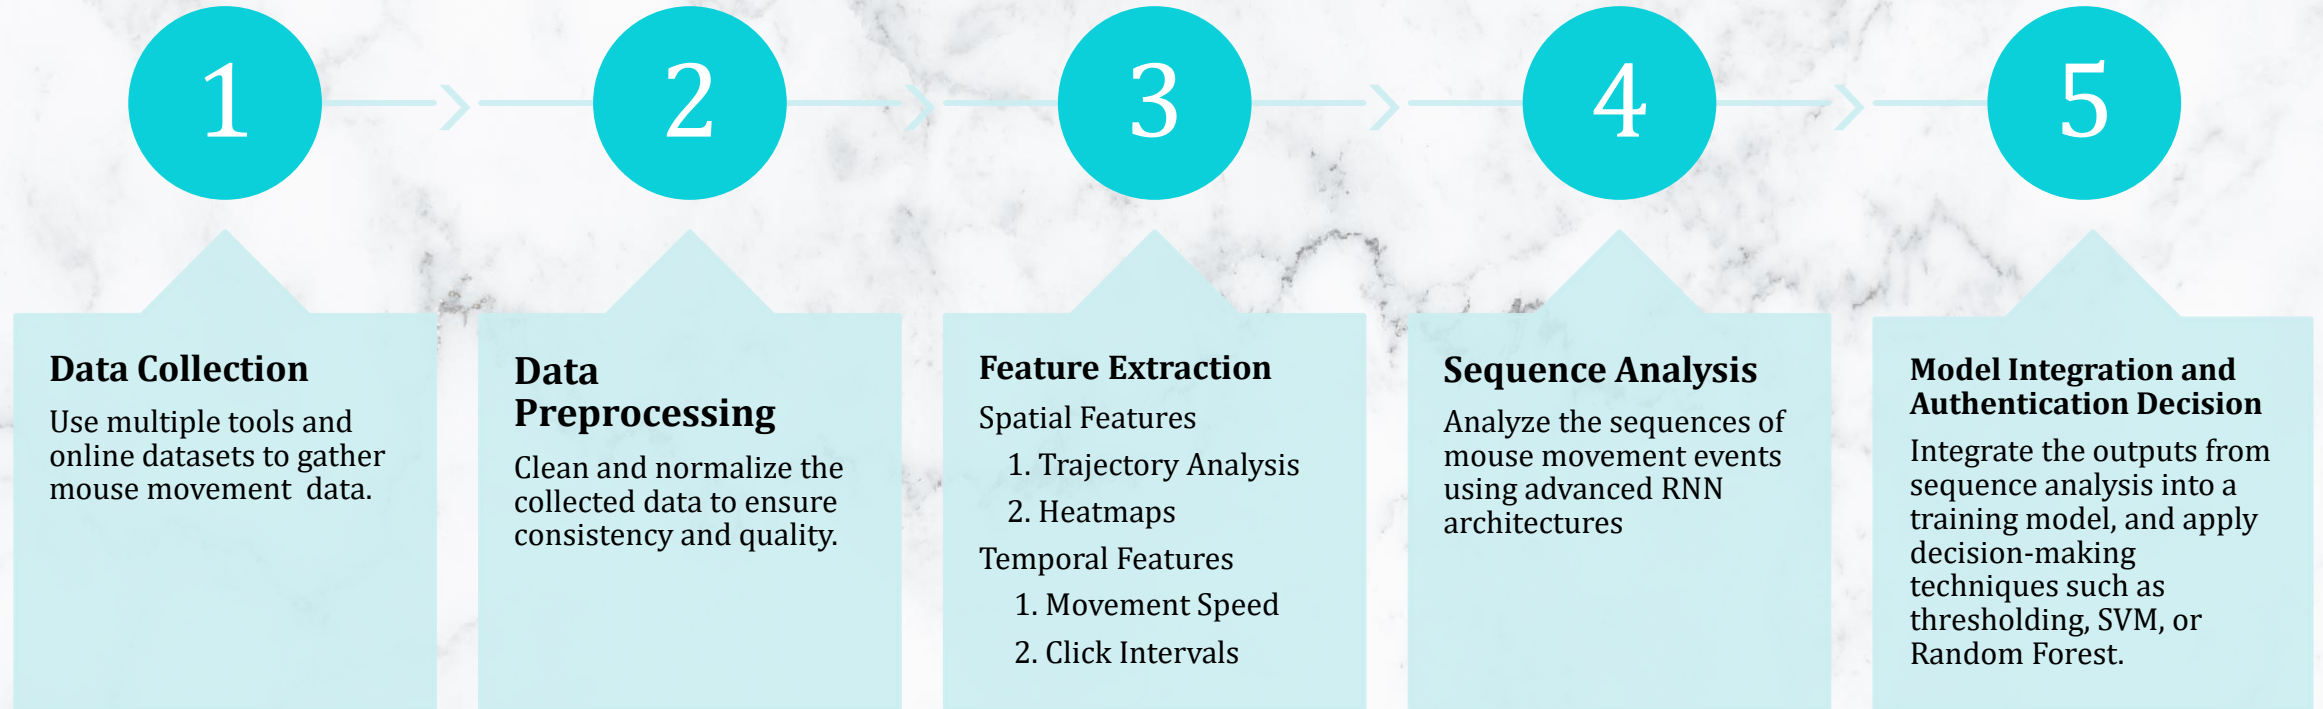 1
2
3
4
5
Data Collection
Use multiple tools and
online datasets to gather
mouse movement  data.
Data
Preprocessing
Clean and normalize the
collected data to ensure
consistency and quality.
Feature Extraction
Spatial Features
1. Trajectory Analysis
2. Heatmaps
Temporal Features
1. Movement Speed
2. Click Intervals
Sequence Analysis
Analyze the sequences of
mouse movement events
using advanced RNN
architectures
Model Integration and
Authentication Decision
Integrate the outputs from
sequence analysis into a
training model, and apply
decision-making
techniques such as
thresholding, SVM, or
Random Forest.